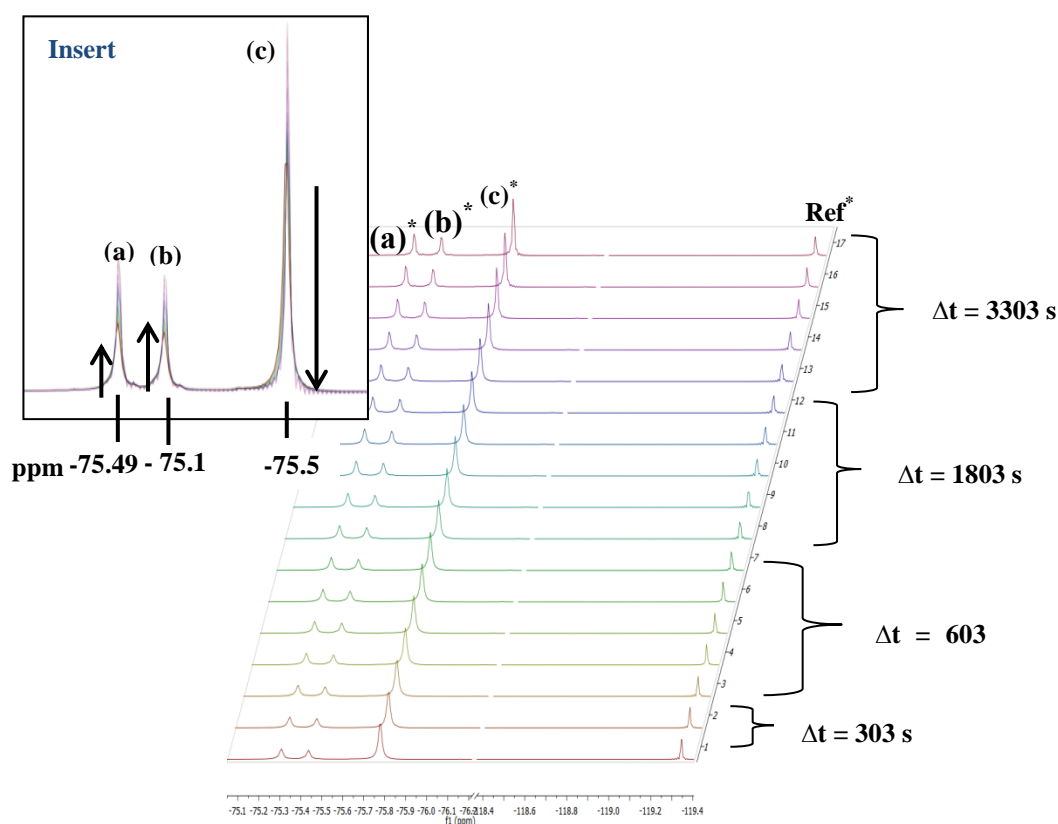 Insert
(c)
(a)
(b)
ppm -75.49 - 75.1 -75.5
(a)*
(b)*
(c)*
Ref*
17
16
15
14
13
12
11
10
9
8
7
6
5
4
3
2
1
Δt = 3303 s
Δt = 1803 s
Δt = 603
Δt = 303 s
-75.1 -75.2 -75.3 -75.4 -75.5 -75.6 -75.7 -75.8 -75.9 -76.0 -76.1 -118.4 -118.6 -118.8 -119.0 -119.2 -119.4
f1 (ppm)